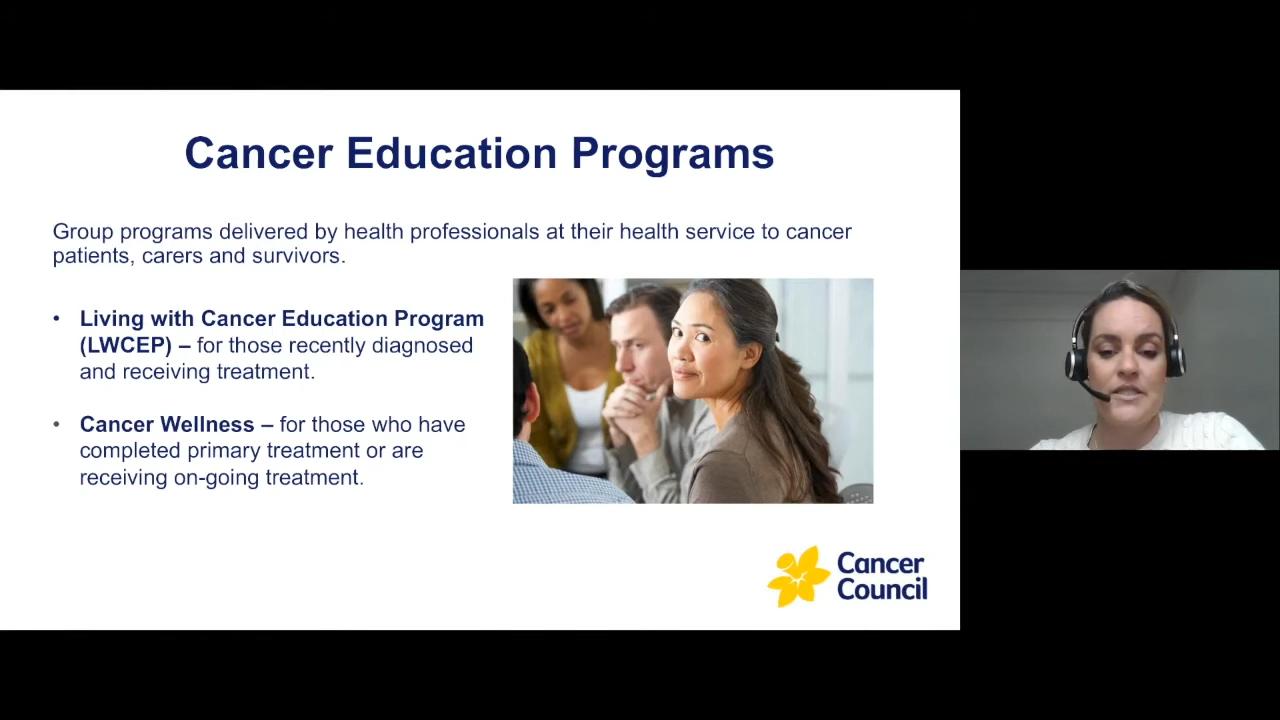 Cancer Education Programs
Group programs delivered by health professionals at their health service to cancer
patients, carers and survivors.
• Living with Cancer Education Program
(LWCEP) – for those recently diagnosed
and receiving treatment.
• Cancer Wellness – for those who have
completed primary treatment or are
receiving on-going treatment.
Cancer
Council